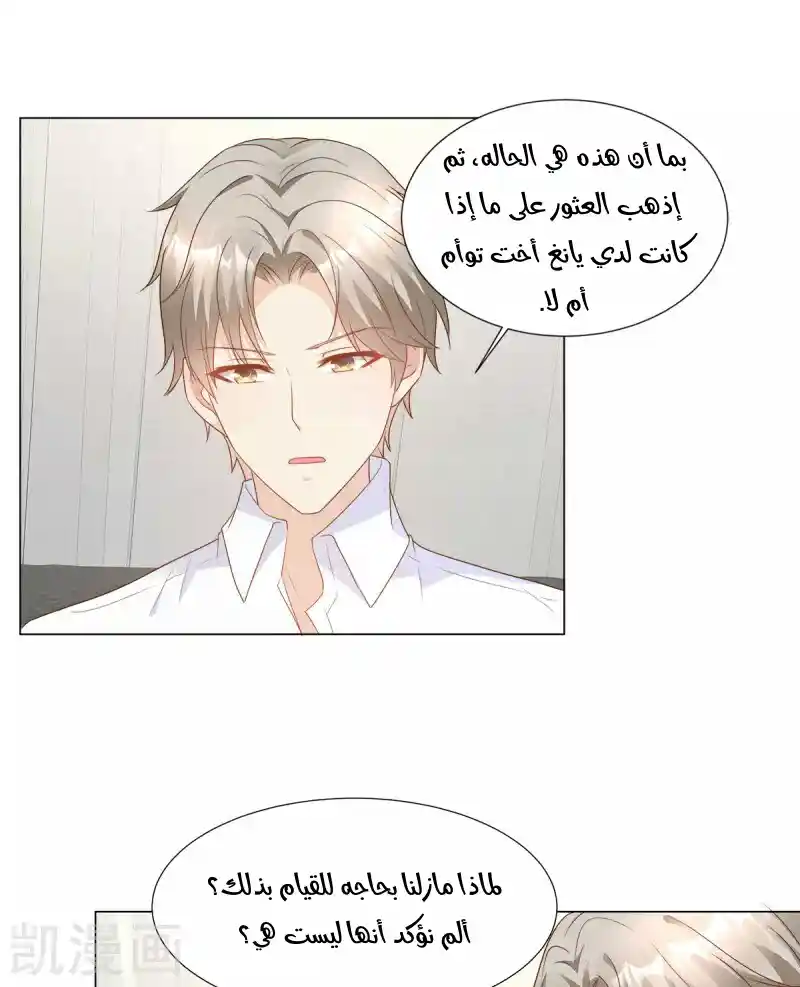 بما أن هذه هي الحاله، ثم
إذهب العثور على ما إذا
كانت لدي يانغ أخت توأم
أم لا.
لماذا مازلنا بحاجه للقيام بذلك؟
ألم نؤكد أنها ليست هي؟
凯漫画